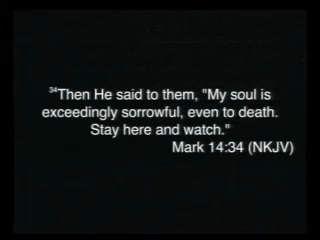 ³⁴Then He said to them, "My soul is
exceedingly sorrowful, even to death.
Stay here and watch."
Mark 14:34 (NKJV)